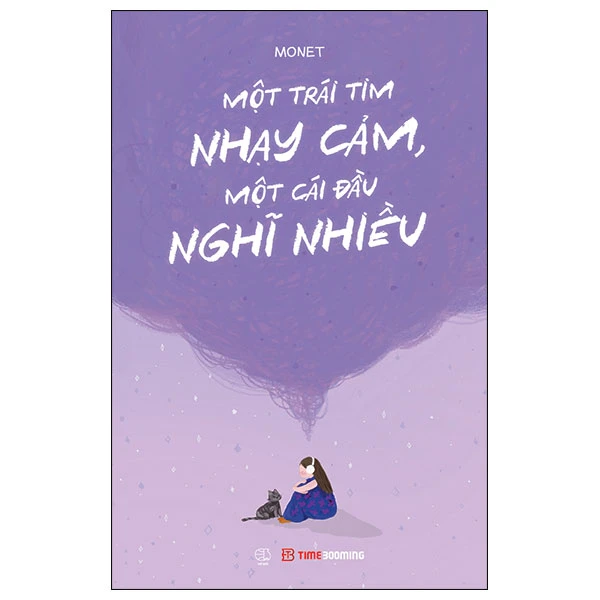 MONET
MỘT TRÁI TIM
NHẠY CẢM,
MỘT CÁI ĐẦU
NGHĨ NHIỀU
TIMEBOOMING